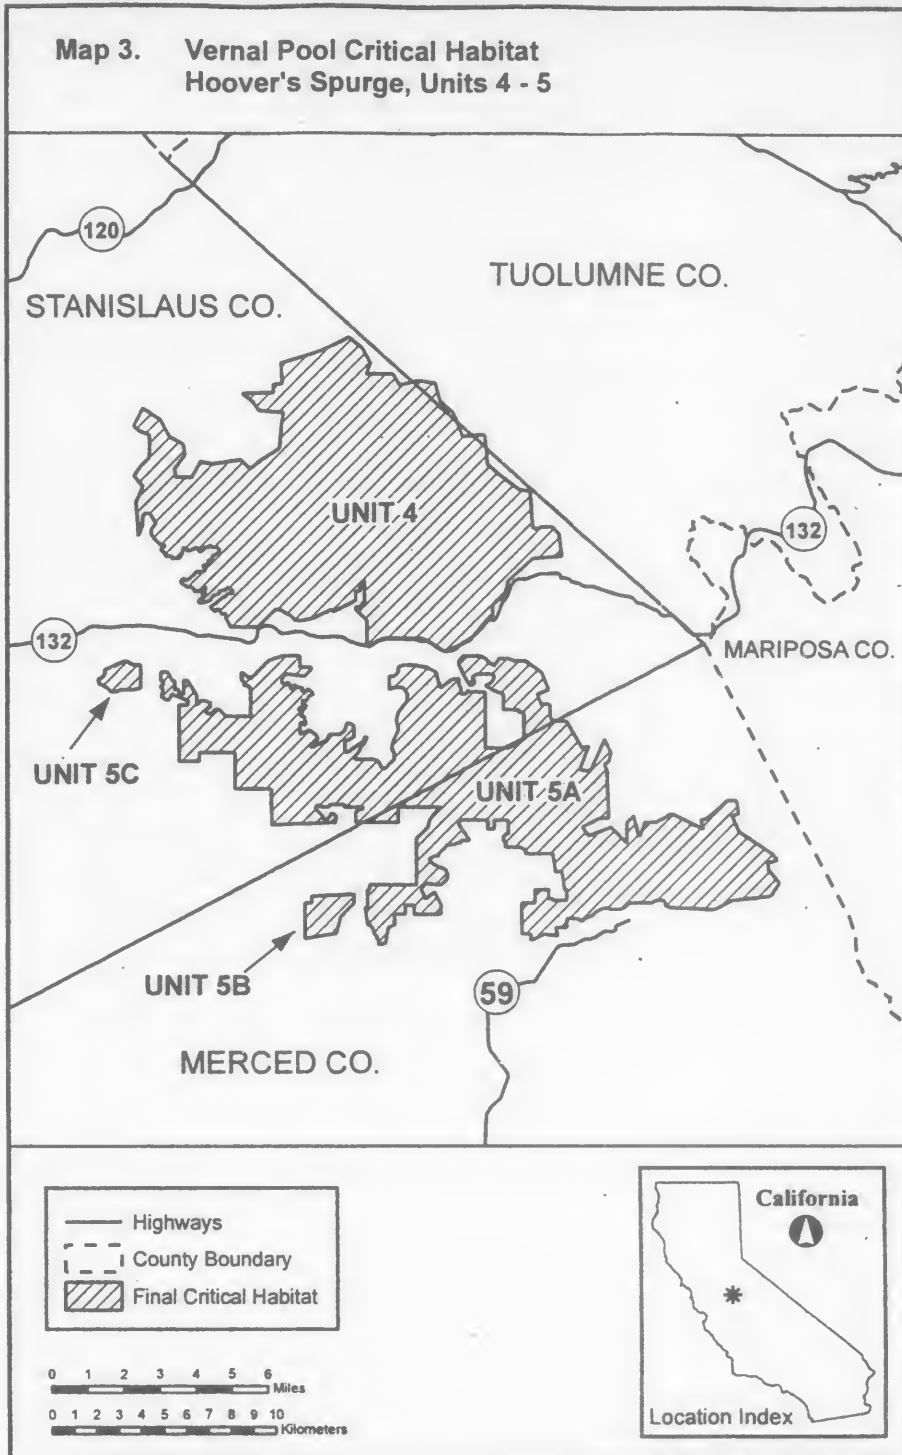 Map 3. Vernal Pool Critical Habitat
Hoover's Spurge, Units 4 - 5
120
TUOLUMNE CO.
STANISLAUS CO.
UNIT 4
132
132
MARIPOSA CO.
UNIT 5C
UNIT 5A
UNIT 5B
59
MERCED CO.
Highways
County Boundary
Final Critical Habitat
California
Location Index
0 1 2 3 4 5 6
Miles
0 1 2 3 4 5 6 7 8 9 10
Kilometers